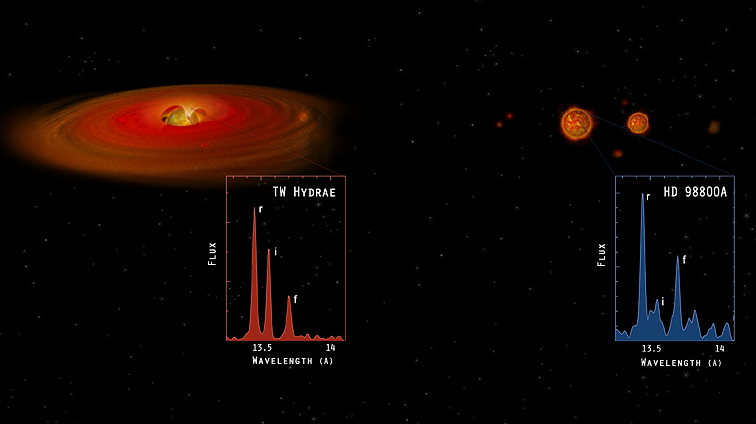 TW HYDRAE
r
i
f
FLUX
13.5 14
WAVELENGTH (A)
HD 98800A
r
i
f
FLUX
13.5 14
WAVELENGTH (A)